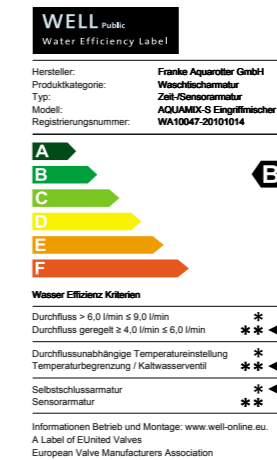 WELL Public
Water Efficiency Label
Hersteller: Franke Aquarotter GmbH
Produktkategorie: Waschtischarmatur
Typ: Zeit-/Sensorarmatur
Modell: AQUAMIX-S Eingriffmischer
Registrierungsnummer: WA10047-20101014
A
B
B
C
D
E
F
Wasser Effizienz Kriterien
Durchfluss > 6,0 l/min ≤ 9,0 l/min *
Durchfluss geregelt ≥ 4,0 l/min ≤ 6,0 l/min **
Durchflussunabhängige Temperatureinstellung *
Temperaturbegrenzung / Kaltwasserventil **
Selbstschlussarmatur *
Sensorarmatur **
Informationen Betrieb und Montage: www.well-online.eu.
A Label of EUnited Valves
European Valve Manufacturers Association